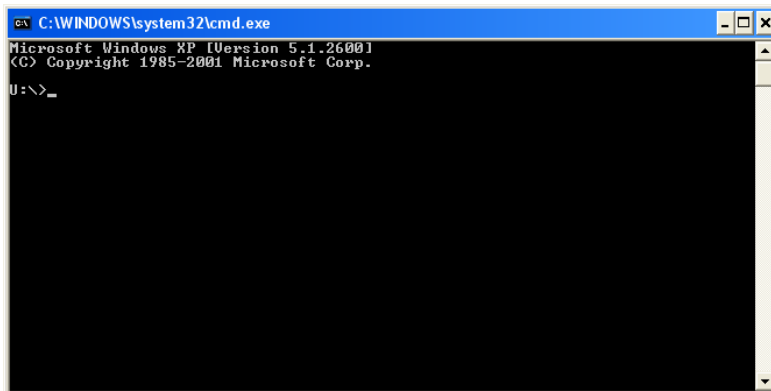 C:\WINDOWS\system32\cmd.exe
Microsoft Windows XP [Version 5.1.2600]
(C) Copyright 1985-2001 Microsoft Corp.
U:\>_